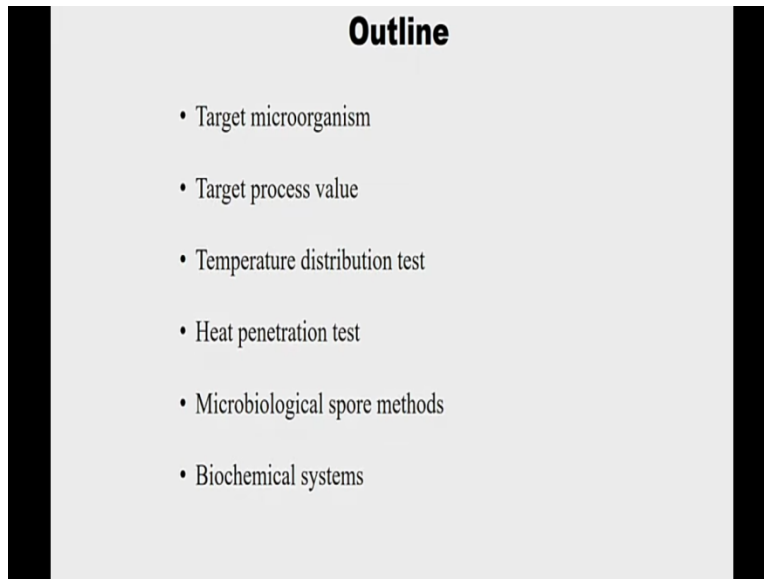 Outline
• Target microorganism
• Target process value
• Temperature distribution test
• Heat penetration test
• Microbiological spore methods
• Biochemical systems